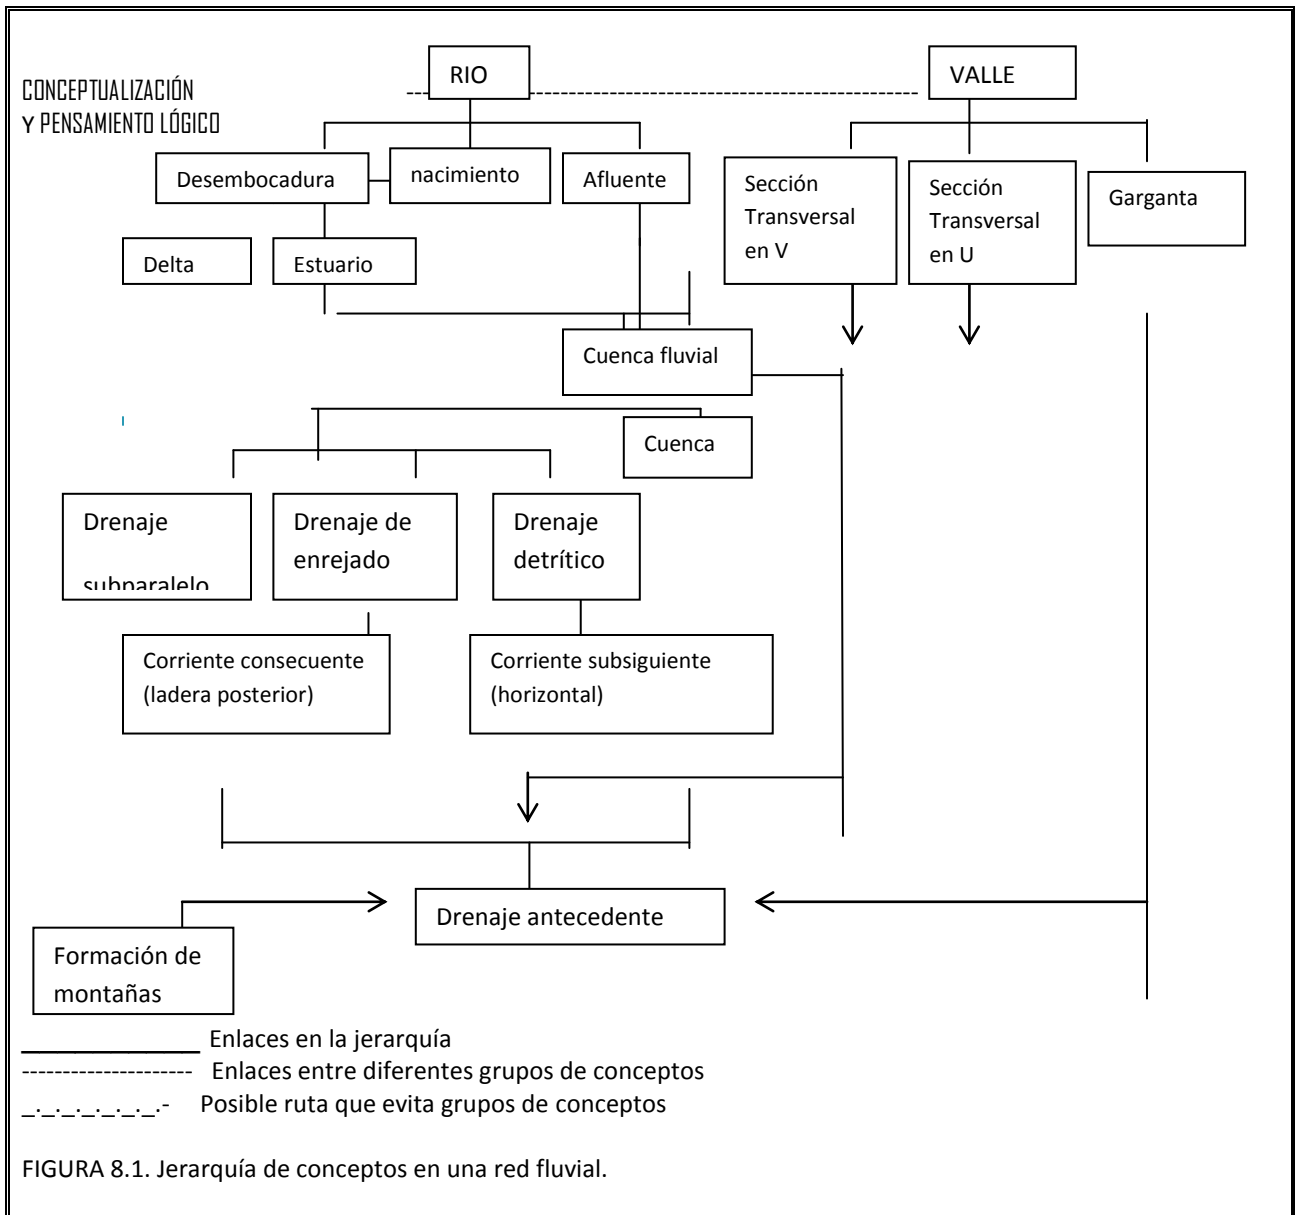 CONCEPTUALIZACIÓN
Y PENSAMIENTO LÓGICO
RIO
VALLE
Desembocadura
nacimiento
Afluente
Sección
Transversal
en V
Sección
Transversal
en U
Garganta
Delta
Estuario
Cuenca fluvial
Cuenca
Drenaje
subparalelo
Drenaje de
enrejado
Drenaje
detrítico
Corriente consecuente
(ladera posterior)
Corriente subsiguiente
(horizontal)
Drenaje antecedente
Formación de
montañas
Enlaces en la jerarquía
Enlaces entre diferentes grupos de conceptos
Posible ruta que evita grupos de conceptos
FIGURA 8.1. Jerarquía de conceptos en una red fluvial.